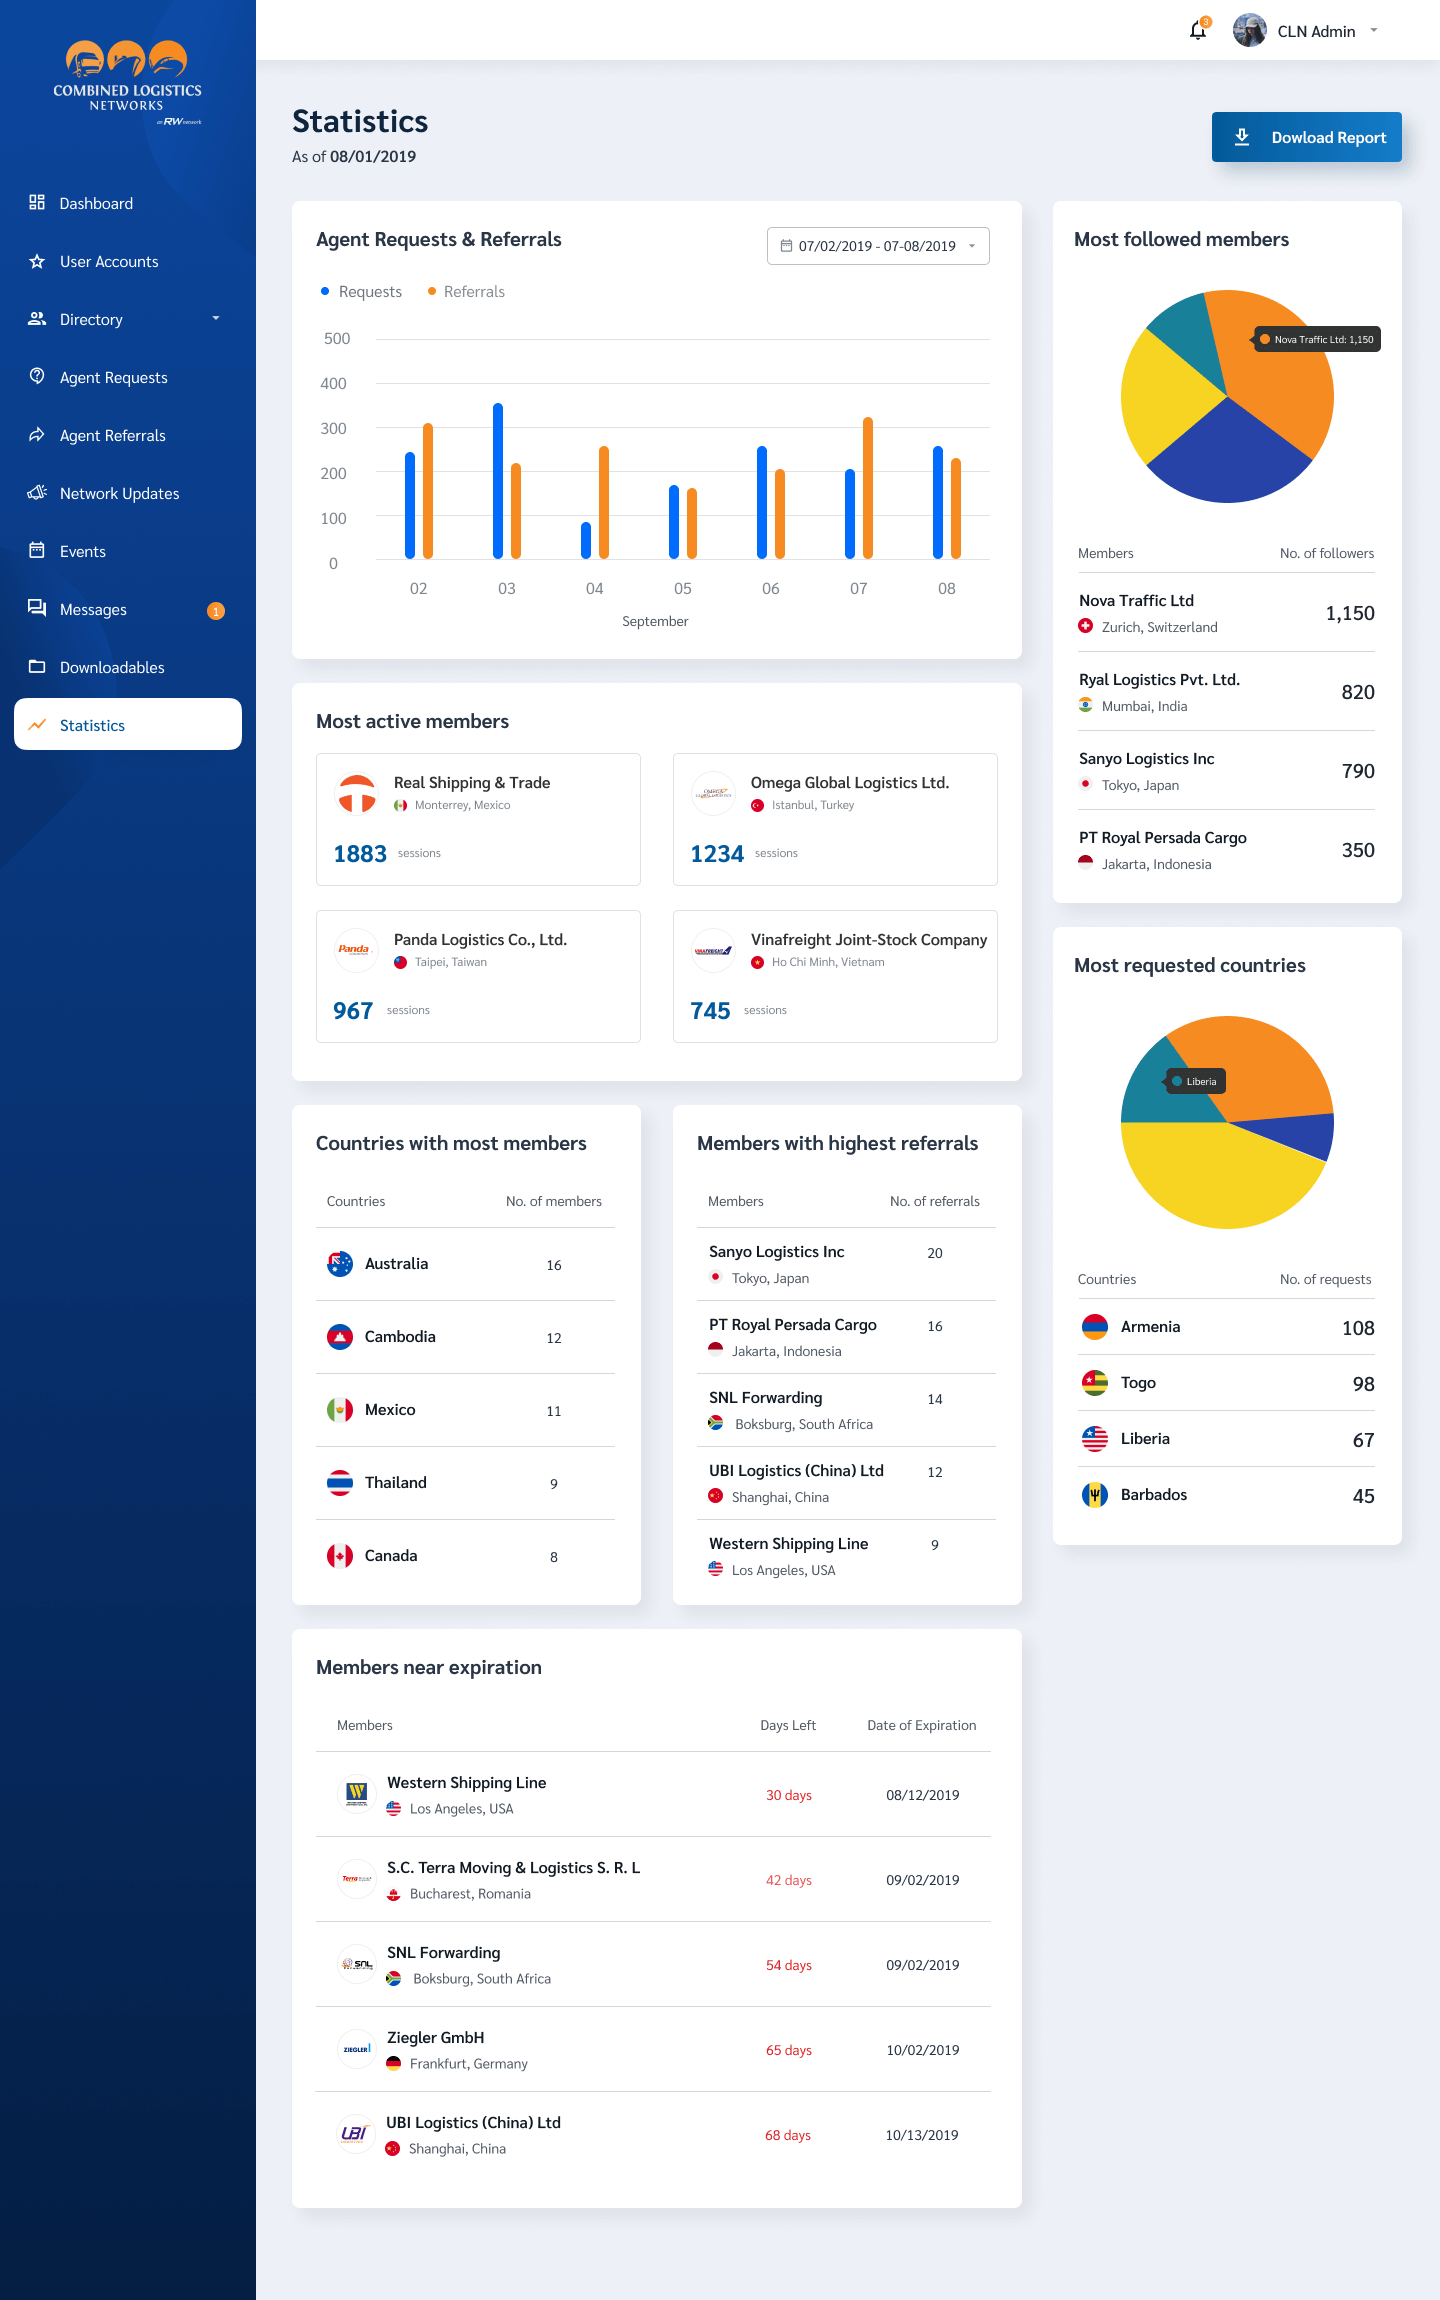 COMBINED LOGISTICS
NETWORKS
an RW network
Dashboard
User Accounts
Directory
Agent Requests
Agent Referrals
Network Updates
Events
Messages 1
Downloadables
Statistics
3
CLN Admin
Statistics
As of 08/01/2019
Dowload Report
Agent Requests & Referrals
07/02/2019 - 07-08/2019
Requests Referrals
500
400
300
200
100
0
02 03 04 05 06 07 08
September
Most active members
Real Shipping & Trade
Monterrey, Mexico
1883 sessions
Omega Global Logistics Ltd.
Istanbul, Turkey
1234 sessions
Panda
Panda Logistics Co., Ltd.
Taipei, Taiwan
967 sessions
VINAFREIGHT
Vinafreight Joint-Stock Company
Ho Chi Minh, Vietnam
745 sessions
Countries with most members
Countries No. of members
Australia 16
Cambodia 12
Mexico 11
Thailand 9
Canada 8
Members with highest referrals
Members No. of referrals
Sanyo Logistics Inc 20
Tokyo, Japan
PT Royal Persada Cargo 16
Jakarta, Indonesia
SNL Forwarding 14
Boksburg, South Africa
UBI Logistics (China) Ltd 12
Shanghai, China
Western Shipping Line 9
Los Angeles, USA
Members near expiration
Members Days Left Date of Expiration
W
Western Shipping Line
Los Angeles, USA
30 days 08/12/2019
Terra
S.C. Terra Moving & Logistics S. R. L
Bucharest, Romania
42 days 09/02/2019
SNL
SNL Forwarding
Boksburg, South Africa
54 days 09/02/2019
ZIEGLER
Ziegler GmbH
Frankfurt, Germany
65 days 10/02/2019
UBI
UBI Logistics (China) Ltd
Shanghai, China
68 days 10/13/2019
Most followed members
Nova Traffic Ltd: 1,150
Members No. of followers
Nova Traffic Ltd 1,150
Zurich, Switzerland
Ryal Logistics Pvt. Ltd. 820
Mumbai, India
Sanyo Logistics Inc 790
Tokyo, Japan
PT Royal Persada Cargo 350
Jakarta, Indonesia
Most requested countries
Liberia
Countries No. of requests
Armenia 108
Togo 98
Liberia 67
Barbados 45